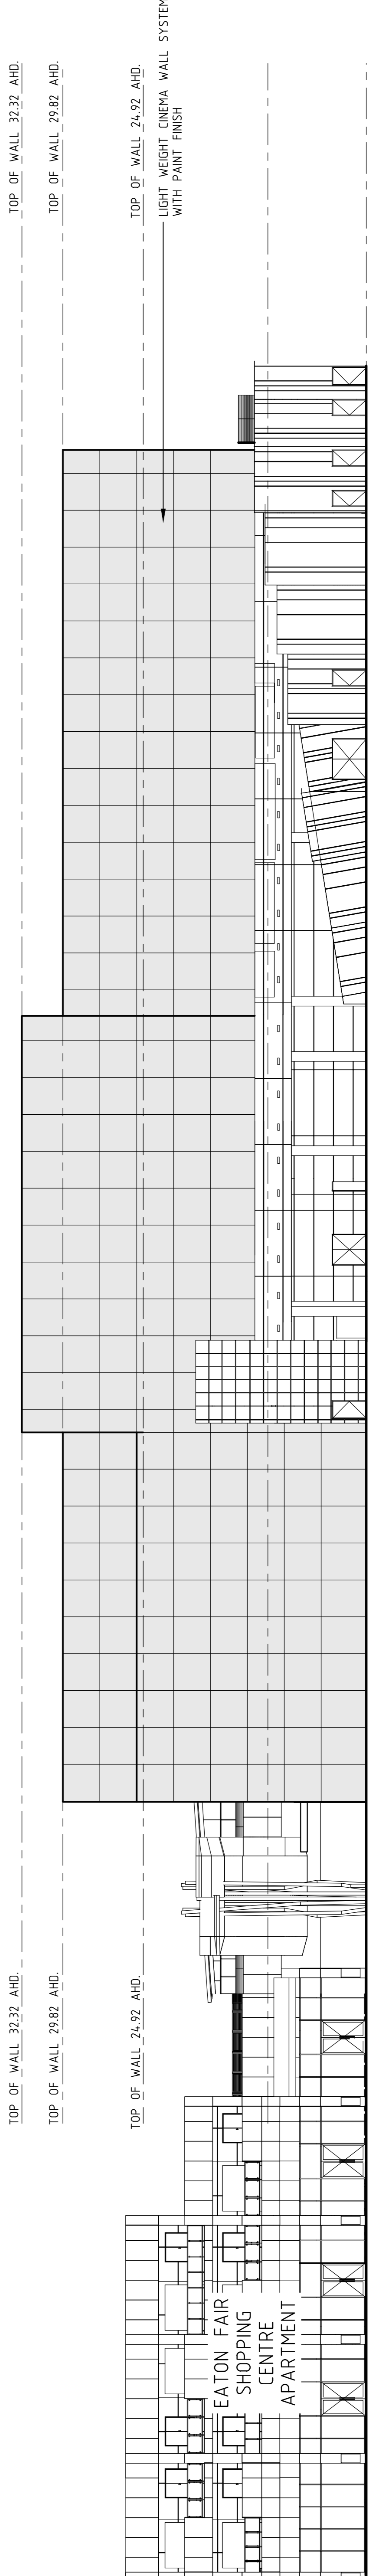 TOP OF WALL 32.32 AHD.
TOP OF WALL 29.82 AHD.
TOP OF WALL 24.92 AHD.
LIGHT WEIGHT CINEMA WALL SYSTEM
WITH PAINT FINISH
TOP OF WALL 32.32 AHD.
TOP OF WALL 29.82 AHD.
TOP OF WALL 24.92 AHD.
EATON FAIR
SHOPPING
CENTRE
APARTMENT